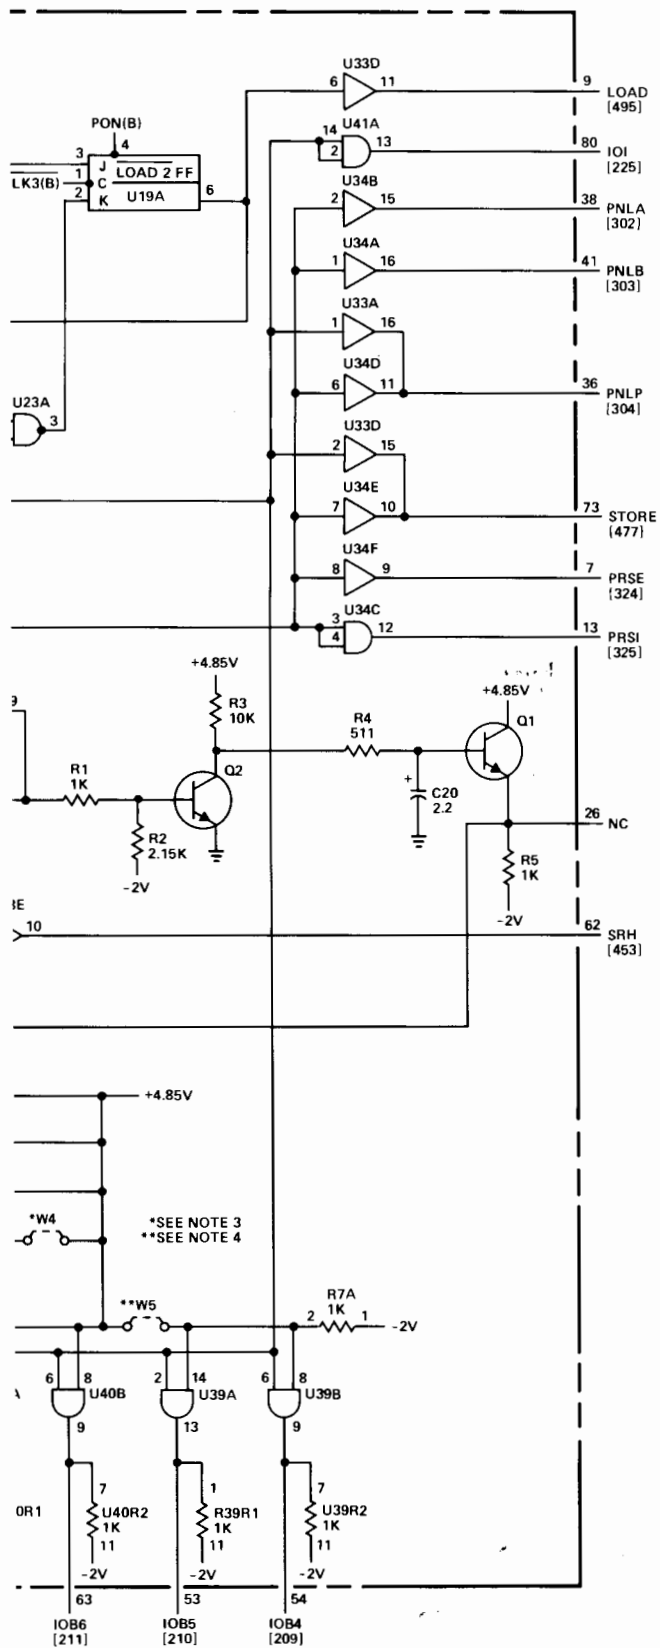 U33D
6 11 9
LOAD
[495]
PON(B)
4
U41A
14
2 13 80
IOI
[225]
3 J LOAD 2 FF
LK3(B) 1 C
2 K U19A 6
U34B
2 15 38
PNLA
[302]
U34A
1 16 41
PNLB
[303]
U33A
1 16
U34D
6 11 36
PNLP
[304]
U23A
3
U33D
2 15
U34E
7 10 73
STORE
[477]
U34F
8 9 7
PRSE
[324]
U34C
3
4 12 13
PRSI
[325]
+4.85V
R3
10K
+4.85V
Q1
9
R4
511
R1
1K
Q2
+
C20
2.2
26 NC
R2
2.15K
-2V
R5
1K
-2V
10 62
SRH
[453]
+4.85V
*W4
*SEE NOTE 3
**SEE NOTE 4
**W5
R7A
1K
2 1 -2V
6 8 U40B
2 14 U39A
6 8 U39B
9 13 9
0R1
7
U40R2
1K
11
-2V
1
R39R1
1K
11
-2V
7
U39R2
1K
11
-2V
63 53 54
IOB6
[211]
IOB5
[210]
IOB4
[209]